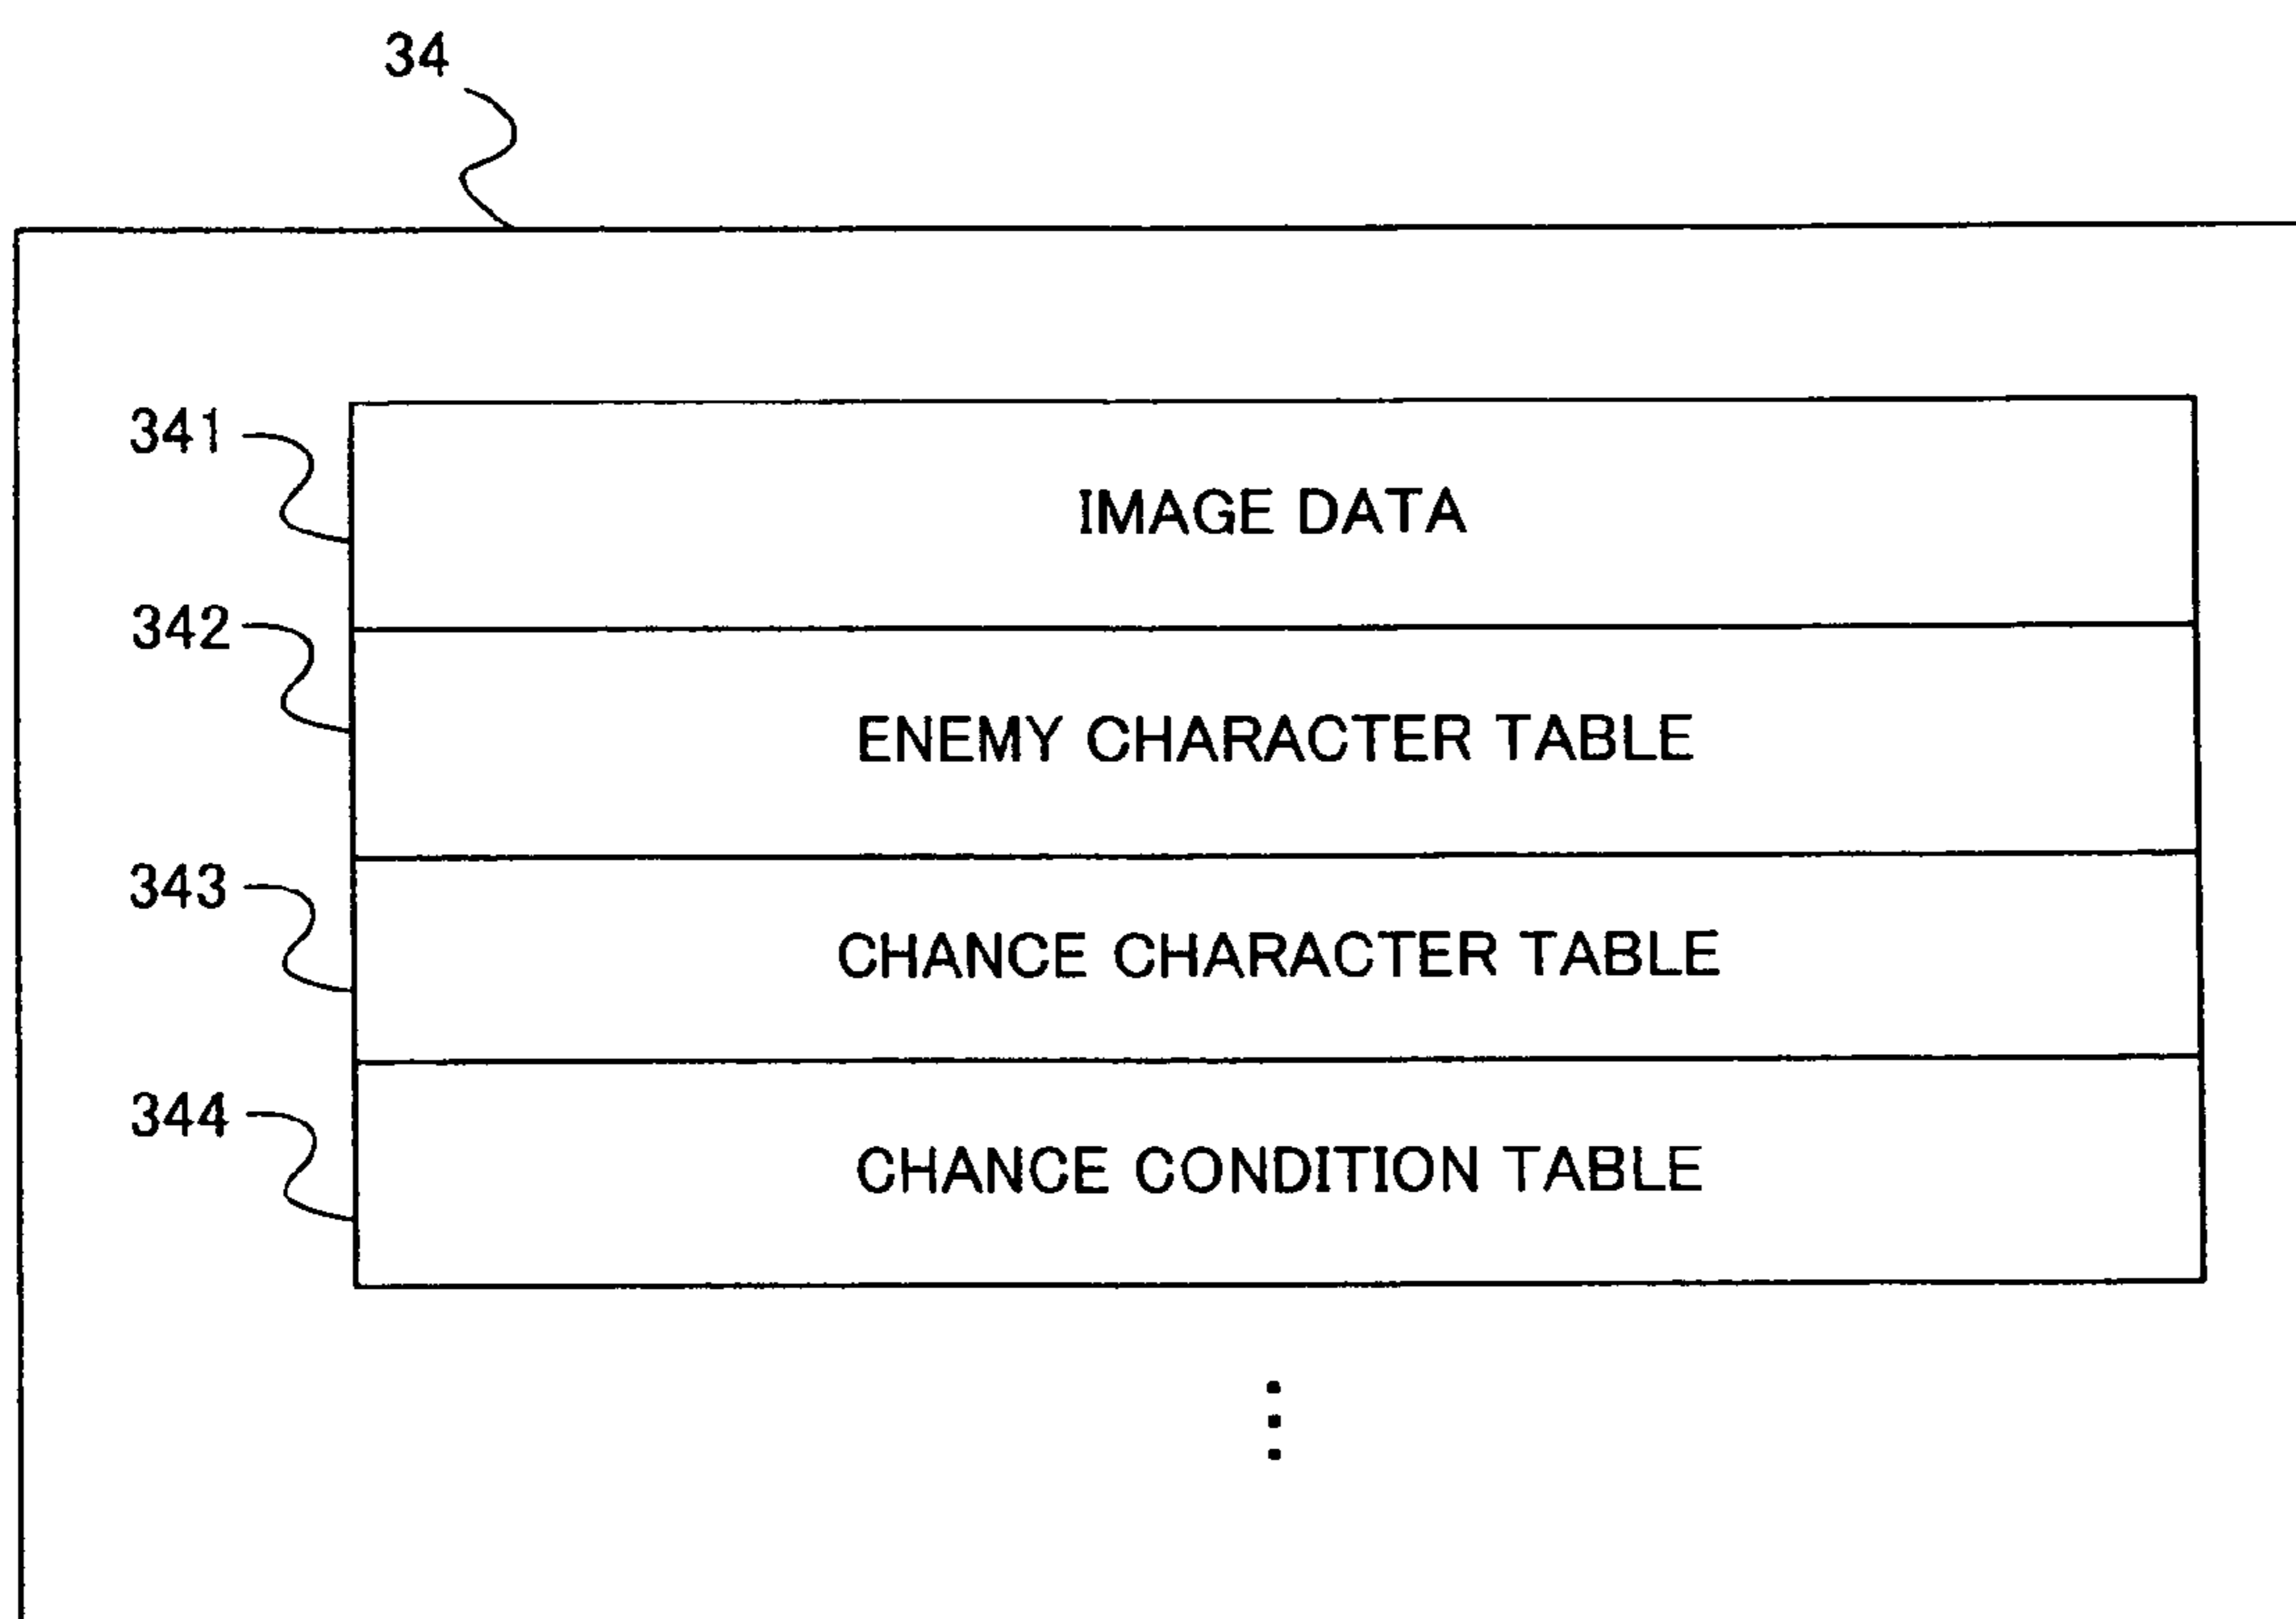 34
341
IMAGE DATA
342
ENEMY CHARACTER TABLE
343
CHANCE CHARACTER TABLE
344
CHANCE CONDITION TABLE